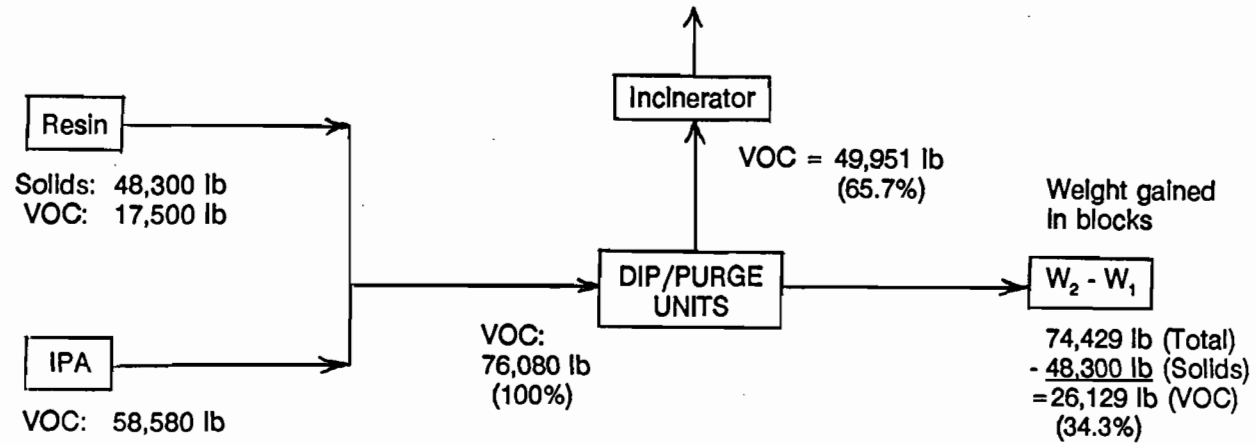 Incinerator
Resin
VOC = 49,951 lb
(65.7%)
Solids: 48,300 lb
VOC: 17,500 lb
Weight gained
in blocks
DIP/PURGE
UNITS
W₂ - W₁
VOC:
76,080 lb
(100%)
IPA
VOC: 58,580 lb
74,429 lb (Total)
- 48,300 lb (Solids)
=26,129 lb (VOC)
(34.3%)